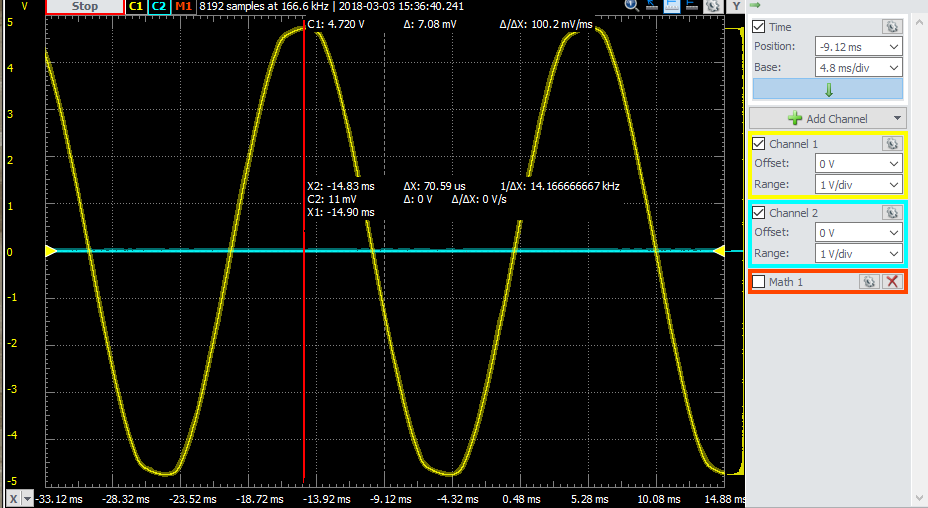 V Stop C1 C2 M1 8192 samples at 166.6 kHz | 2018-03-03 15:36:40.241 Y
C1: 4.720 V Δ: 7.08 mV Δ/ΔX: 100.2 mV/ms
5
4
3
2
1
0
-1
-2
-3
-4
-5
X2: -14.83 ms ΔX: 70.59 us 1/ΔX: 14.166666667 kHz
C2: 11 mV Δ: 0 V Δ/ΔX: 0 V/s
X1: -14.90 ms
X -33.12 ms -28.32 ms -23.52 ms -18.72 ms -13.92 ms -9.12 ms -4.32 ms 0.48 ms 5.28 ms 10.08 ms 14.88 ms
Time
Position: -9.12 ms
Base: 4.8 ms/div
Add Channel
Channel 1
Offset: 0 V
Range: 1 V/div
Channel 2
Offset: 0 V
Range: 1 V/div
Math 1